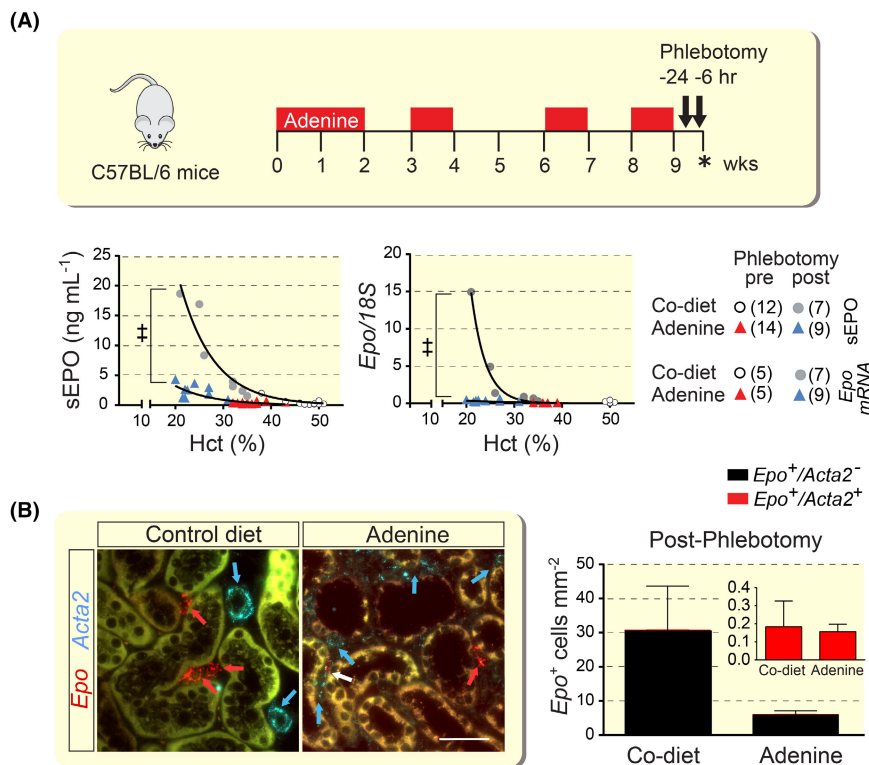 (A)
Phlebotomy
-24 -6 hr
Adenine
C57BL/6 mice
0 1 2 3 4 5 6 7 8 9 * wks
sEPO (ng mL⁻¹)
25
20
15
10
5
0
‡
10 20 30 40 50
Hct (%)
Epo/18S
20
15
10
5
0
‡
10 20 30 40 50
Hct (%)
Phlebotomy
pre post
Co-diet (12) (7)
Adenine (14) (9)
sEPO
Co-diet (5) (7)
Adenine (5) (9)
Epo
mRNA
(B)
Control diet Adenine
Epo Acta2
Epo⁺/Acta2⁻
Epo⁺/Acta2⁺
Post-Phlebotomy
Epo⁺ cells mm⁻²
50
40
30
20
10
0
0.4
0.3
0.2
0.1
0.0
Co-diet Adenine
Co-diet Adenine